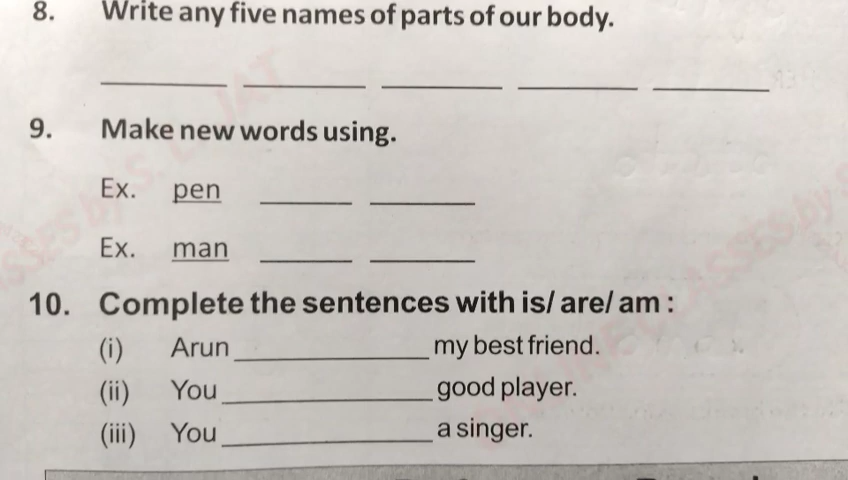 8. Write any five names of parts of our body.
9. Make new words using.
Ex. pen
Ex. man
10. Complete the sentences with is/ are/ am :
(i) Arun my best friend.
(ii) You good player.
(iii) You a singer.